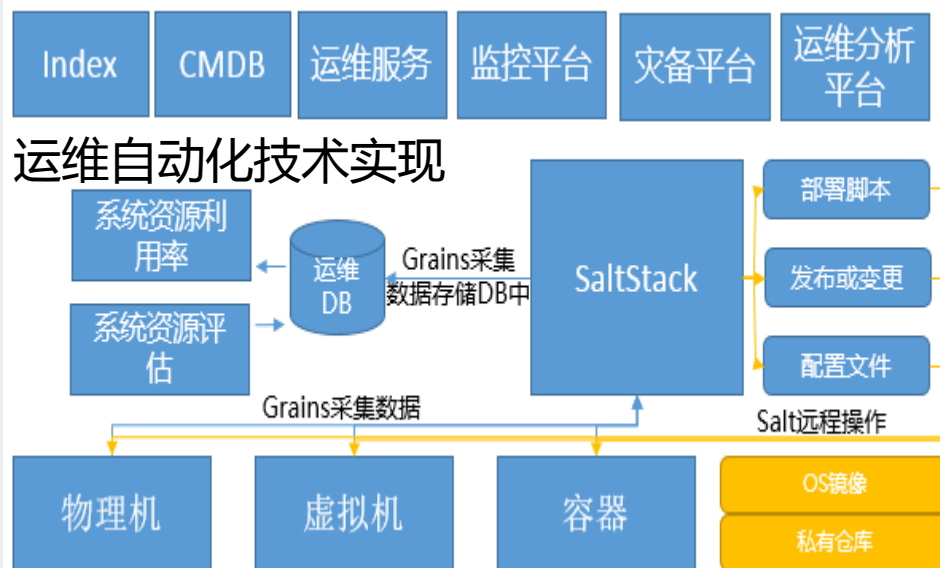 Index
CMDB
运维服务
监控平台
灾备平台
运维分析
平台
运维自动化技术实现
系统资源利
用率
系统资源评
估
运维
DB
Grains采集
数据存储DB中
SaltStack
部署脚本
发布或变更
配置文件
Grains采集数据
Salt远程操作
物理机
虚拟机
容器
OS镜像
私有仓库